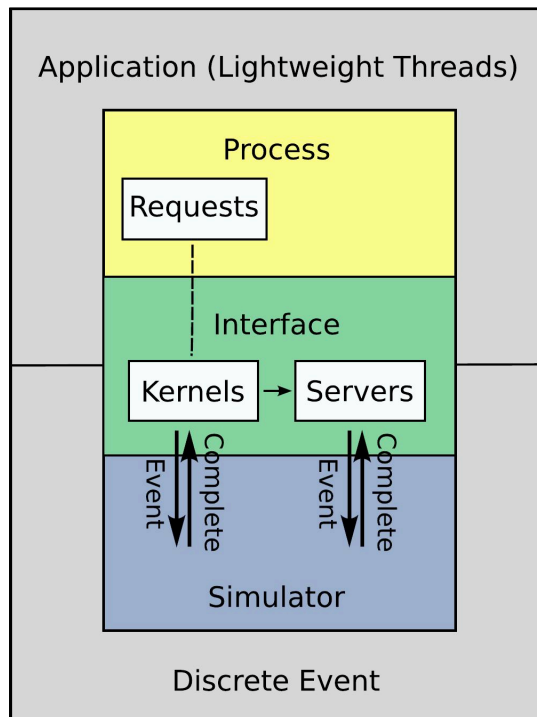 Application (Lightweight Threads)
Process
Requests
Interface
Kernels
Servers
Event
Complete
Event
Complete
Simulator
Discrete Event